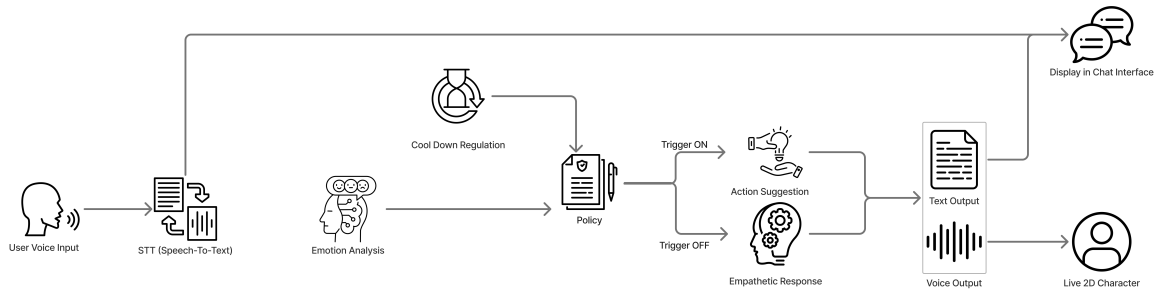 Display in Chat Interface
Cool Down Regulation
Trigger ON
Action Suggestion
Text Output
Policy
User Voice Input
STT (Speech-To-Text)
Emotion Analysis
Trigger OFF
Empathetic Response
Voice Output
Live 2D Character